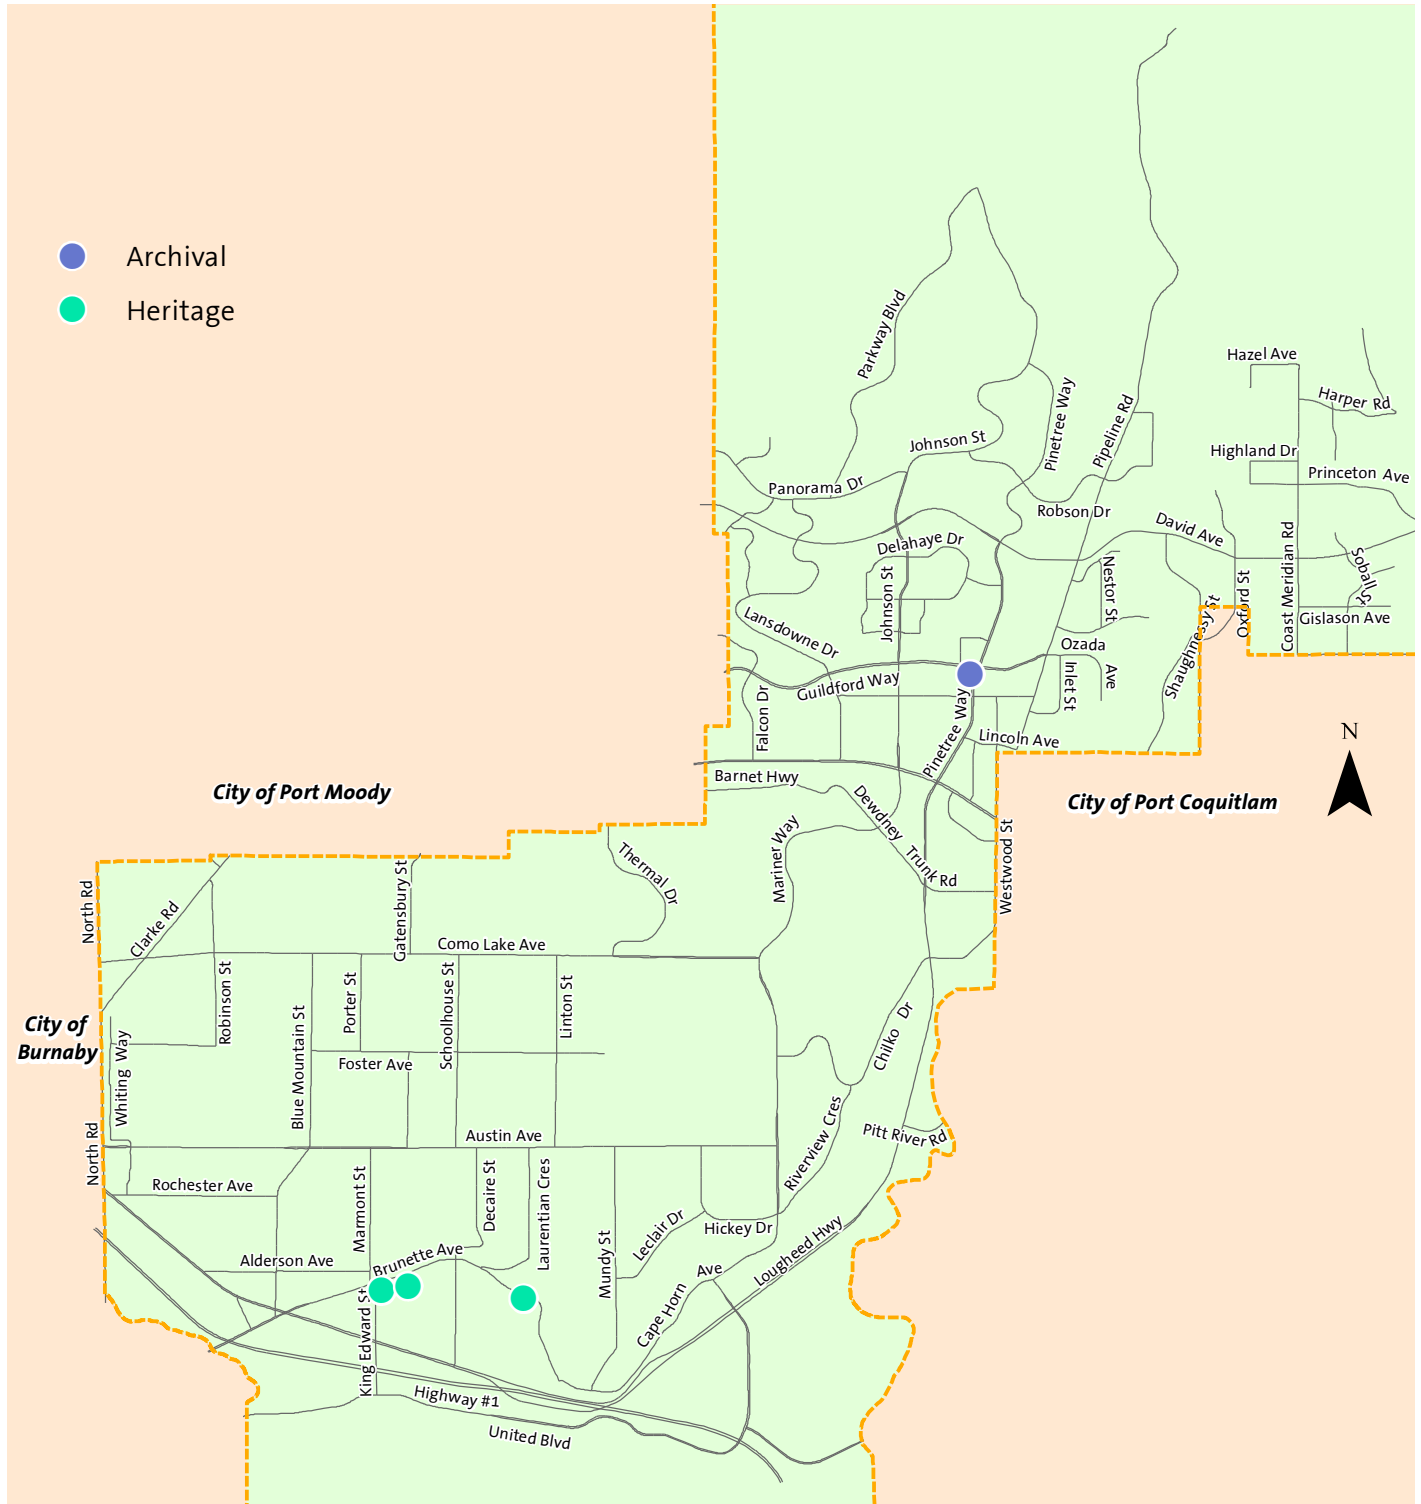 Archival
Heritage
Parkway Blvd
Hazel Ave
Harper Rd
Pinetree Way
Pipeline Rd
Johnson St
Highland Dr
Princeton Ave
Panorama Dr
Robson Dr
David Ave
Delahaye Dr
Coast Meridian Rd
Soball St
Nestor St
Johnson St
Oxford St
Gislason Ave
Shaughnessy St
Lansdowne Dr
Ozada
Ave
Inlet St
Guildford Way
Falcon Dr
Pinetree Way
Lincoln Ave
N
Barnet Hwy
City of Port Moody
City of Port Coquitlam
Dewdney
Trunk
Rd
Mariner Way
Westwood St
Thermal Dr
North Rd
Clarke Rd
Gatensbury St
Como Lake Ave
Robinson St
Porter St
Schoolhouse St
Linton St
Blue Mountain St
City of
Burnaby
Whiting Way
Foster Ave
Chilko Dr
North Rd
Austin Ave
Riverview Cres
Pitt River Rd
Rochester Ave
Marmont St
Decaire St
Laurentian Cres
Mundy St
Leclair Dr
Hickey Dr
Lougheed Hwy
Alderson Ave
Brunette Ave
Cape Horn
Ave
King Edward St
Highway #1
United Blvd